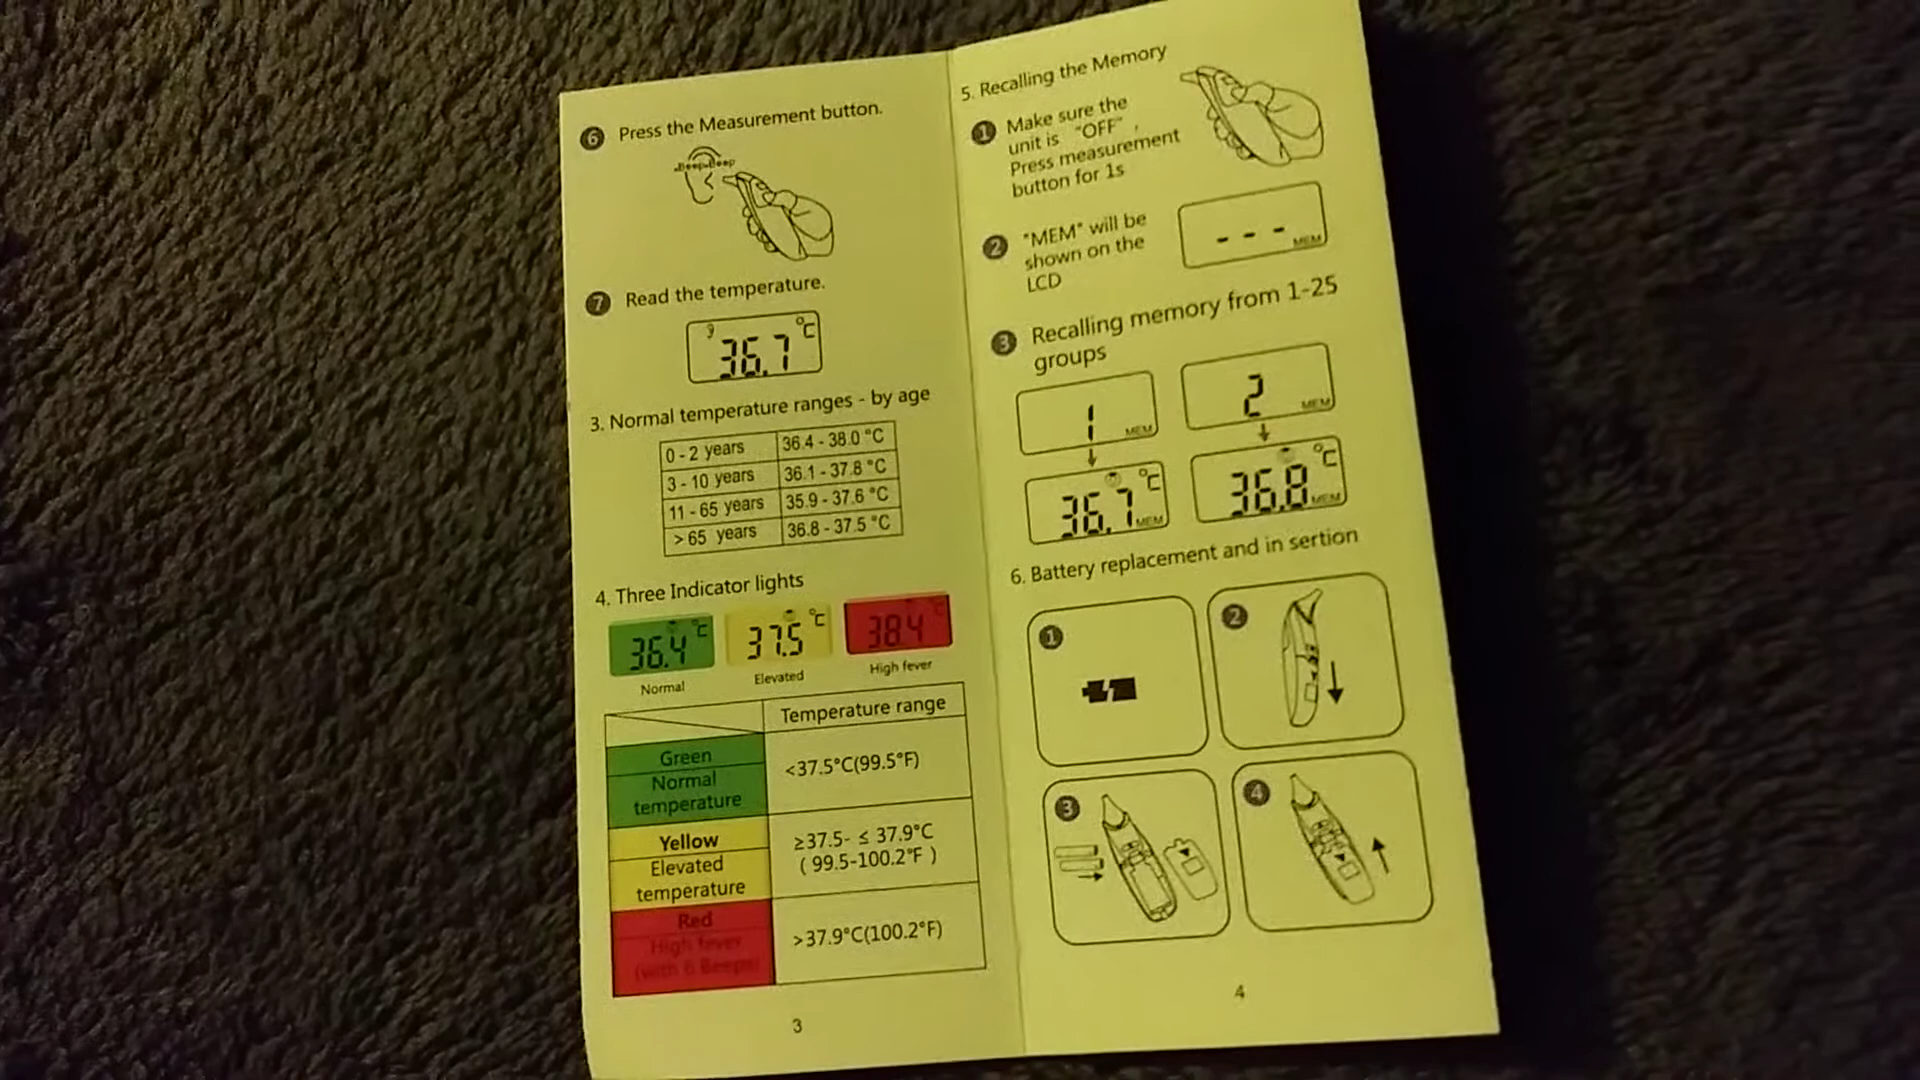 6 Press the Measurement button.
Beep-Beep
7 Read the temperature.
36.7 °C
3. Normal temperature ranges - by age
0 - 2 years 36.4 - 38.0 °C
3 - 10 years 36.1 - 37.8 °C
11 - 65 years 35.9 - 37.6 °C
> 65 years 36.8 - 37.5 °C
4. Three Indicator lights
36.4 °C 37.5 °C 38.4 °C
Normal Elevated High fever
Temperature range
Green
Normal
temperature
<37.5°C(99.5°F)
Yellow
Elevated
temperature
≥37.5- ≤ 37.9°C
( 99.5-100.2°F )
Red
High fever
(with 6 Beeps)
>37.9°C(100.2°F)
3
5. Recalling the Memory
1 Make sure the
unit is "OFF" ,
Press measurement
button for 1s
2 "MEM" will be
shown on the
LCD
- - - MEM
3 Recalling memory from 1-25
groups
1 MEM 2 MEM
36.7 °C MEM 36.8 °C MEM
6. Battery replacement and in sertion
1 2
3 4
4